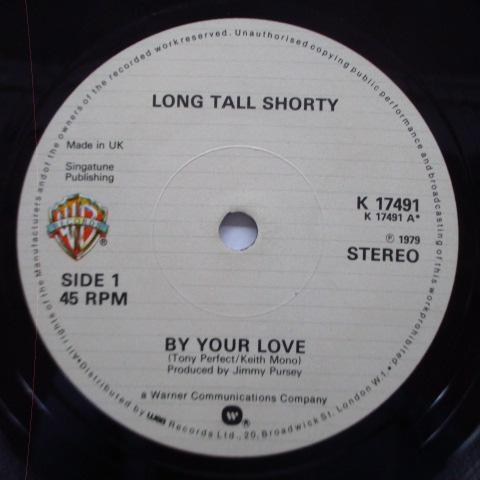 All rights of the Manufacturers and of the owners of the recorded work reserved. Unauthorised copying public performance and broadcasting of this work prohibited.
LONG TALL SHORTY
Made in UK
Singatune
Publishing
K 17491
K 17491 A*
℗ 1979
STEREO
W RECORDS
®
SIDE 1
45 RPM
BY YOUR LOVE
(Tony Perfect/Keith Mono)
Produced by Jimmy Pursey
a Warner Communications Company
W ®
•Distributed by wea Records Ltd., 20, Broadwick St. London W.1.•